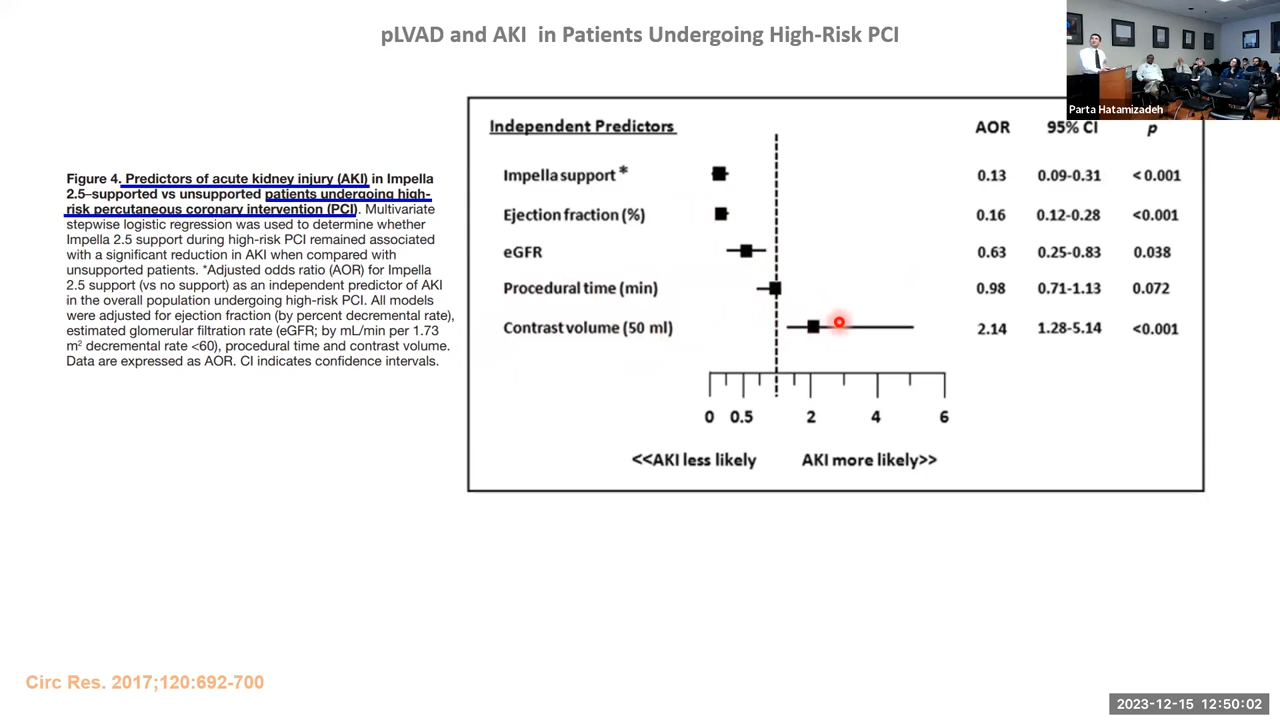 pLVAD and AKI in Patients Undergoing High-Risk PCI
Parta Hatamizadeh
Figure 4. Predictors of acute kidney injury (AKI) in Impella
2.5–supported vs unsupported patients undergoing high-
risk percutaneous coronary intervention (PCI). Multivariate
stepwise logistic regression was used to determine whether
Impella 2.5 support during high-risk PCI remained associated
with a significant reduction in AKI when compared with
unsupported patients. *Adjusted odds ratio (AOR) for Impella
2.5 support (vs no support) as an independent predictor of AKI
in the overall population undergoing high-risk PCI. All models
were adjusted for ejection fraction (by percent decremental rate),
estimated glomerular filtration rate (eGFR; by mL/min per 1.73
m² decremental rate <60), procedural time and contrast volume.
Data are expressed as AOR. CI indicates confidence intervals.
Independent Predictors AOR 95% CI p
Impella support * 0.13 0.09-0.31 < 0.001
Ejection fraction (%) 0.16 0.12-0.28 <0.001
eGFR 0.63 0.25-0.83 0.038
Procedural time (min) 0.98 0.71-1.13 0.072
Contrast volume (50 ml) 2.14 1.28-5.14 <0.001
0 0.5 2 4 6
<<AKI less likely AKI more likely>>
Circ Res. 2017;120:692-700
2023-12-15 12:50:02